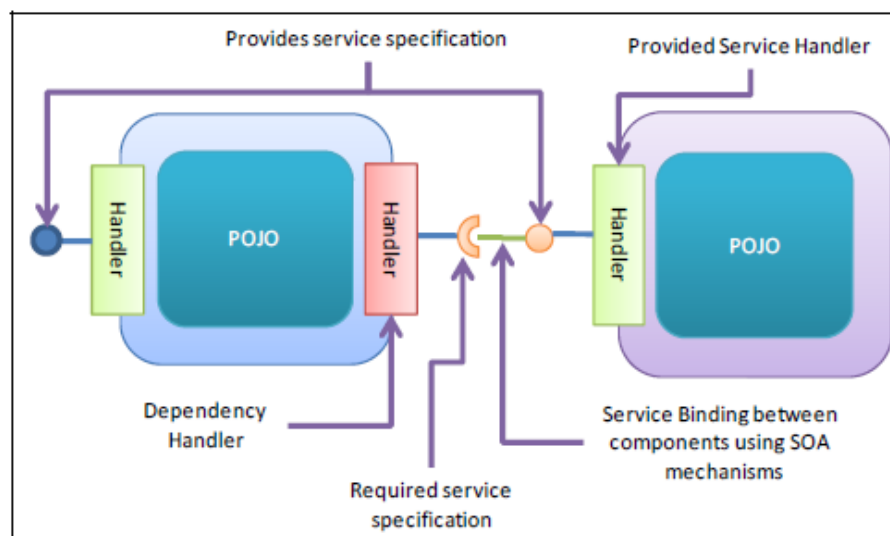 Provides service specification
Provided Service Handler
Handler
POJO
Handler
Handler
POJO
Dependency
Handler
Required service
specification
Service Binding between
components using SOA
mechanisms